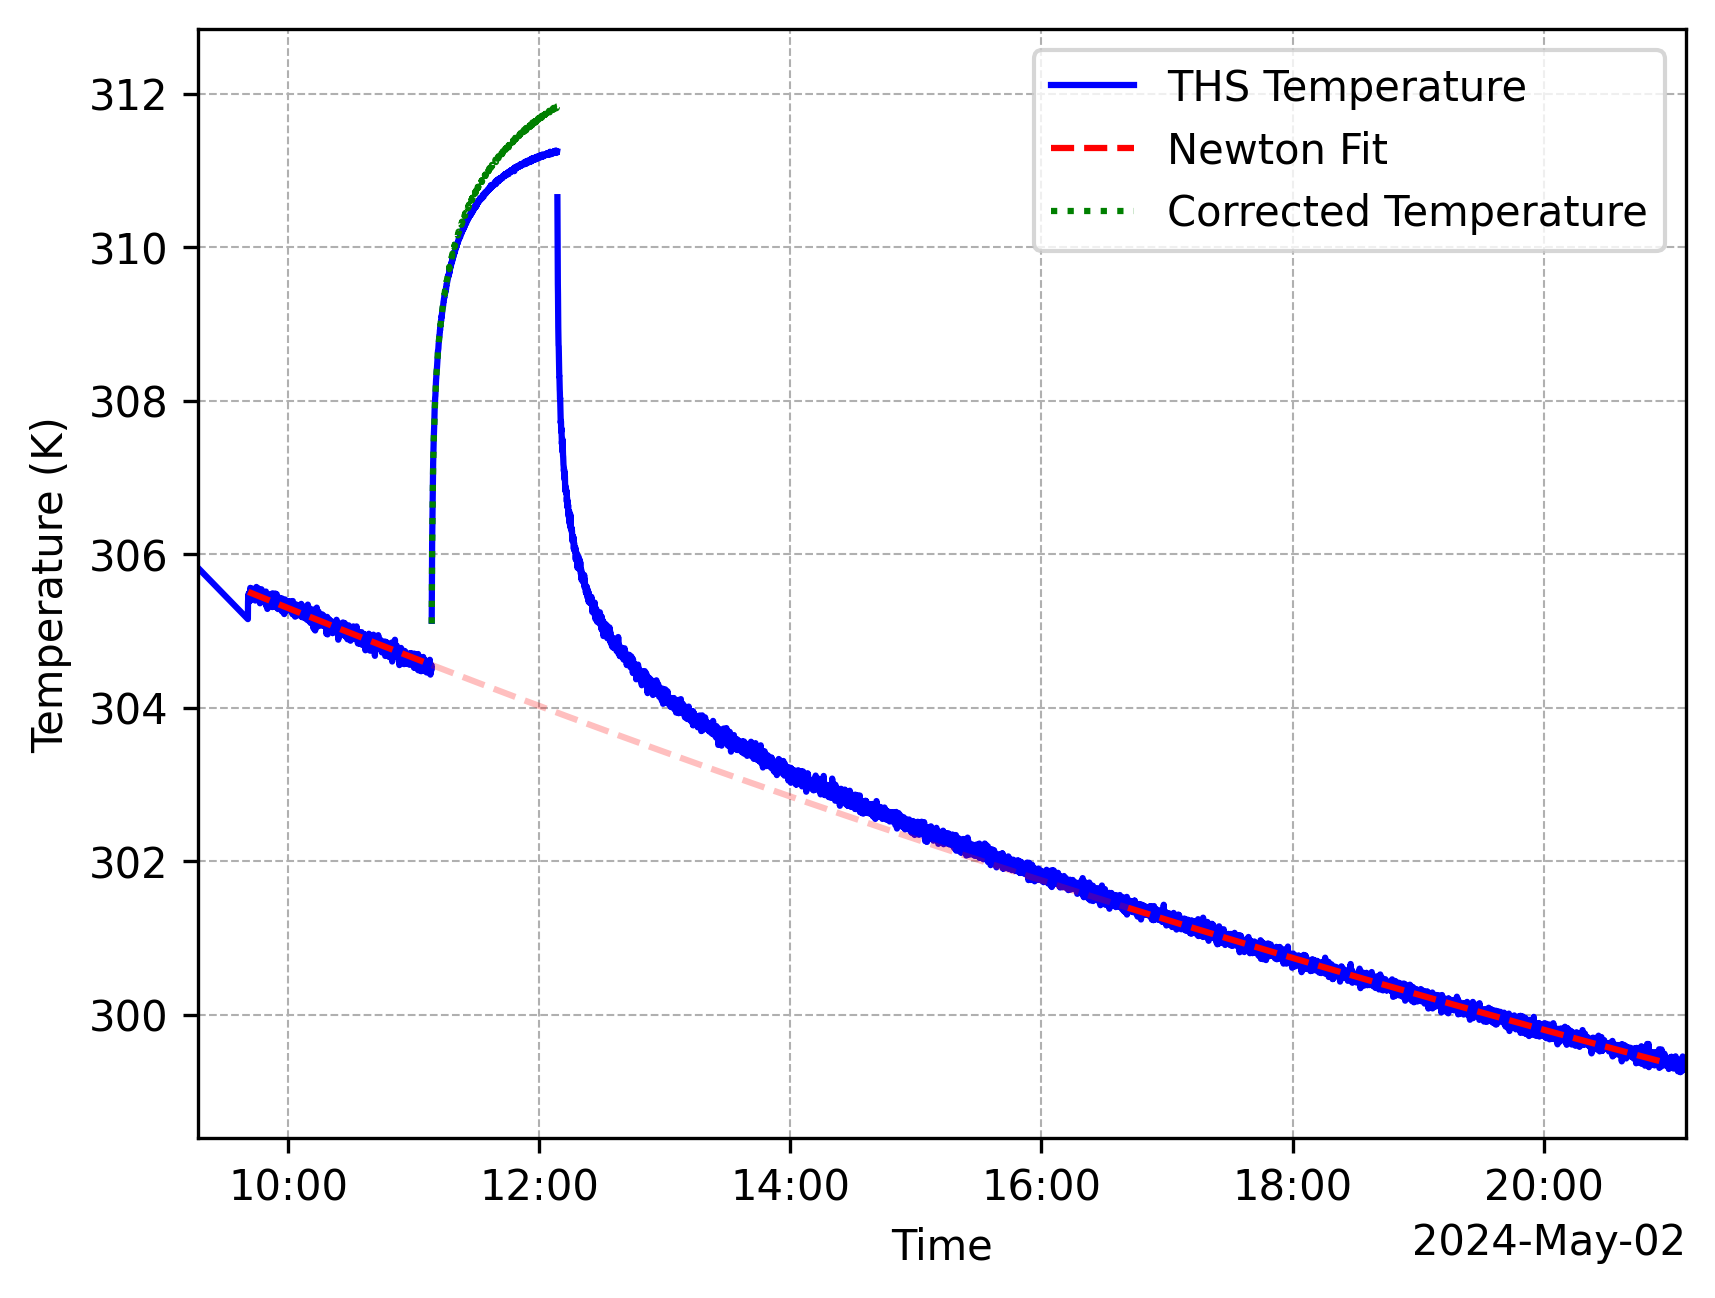 312
310
308
306
304
302
300
Temperature (K)
THS Temperature
Newton Fit
Corrected Temperature
10:00
12:00
14:00
16:00
18:00
20:00
Time
2024-May-02